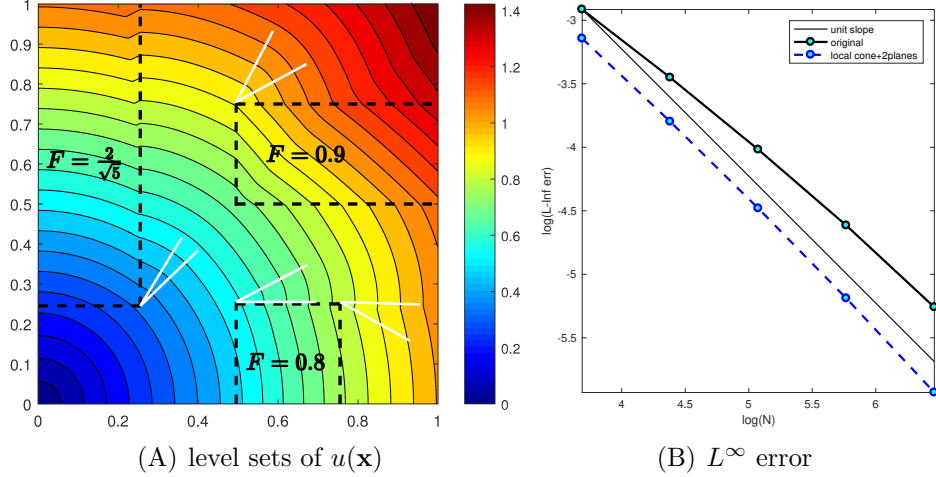 1
0.9
0.8
0.7
0.6
0.5
0.4
0.3
0.2
0.1
0
0 0.2 0.4 0.6 0.8 1
F = 2/√5
F = 0.9
F = 0.8
1.4
1.2
1
0.8
0.6
0.4
0.2
0
(A) level sets of u(x)
-3
-3.5
-4
-4.5
-5
-5.5
log(L-Inf err)
unit slope
original
local cone+2planes
4 4.5 5 5.5 6
log(N)
(B) L∞ error